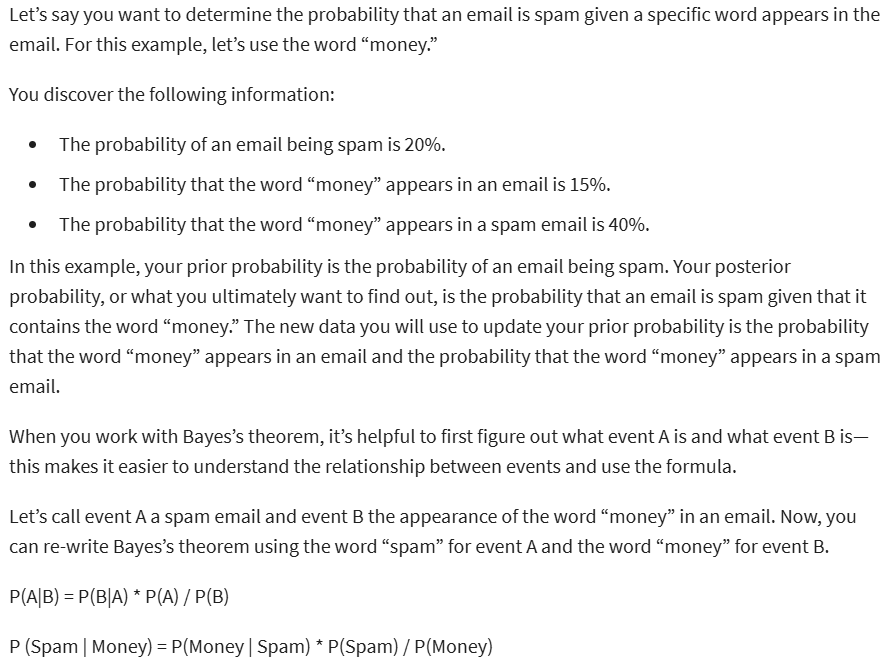 Let’s say you want to determine the probability that an email is spam given a specific word appears in the
email. For this example, let’s use the word “money.”
You discover the following information:
• The probability of an email being spam is 20%.
• The probability that the word “money” appears in an email is 15%.
• The probability that the word “money” appears in a spam email is 40%.
In this example, your prior probability is the probability of an email being spam. Your posterior
probability, or what you ultimately want to find out, is the probability that an email is spam given that it
contains the word “money.” The new data you will use to update your prior probability is the probability
that the word “money” appears in an email and the probability that the word “money” appears in a spam
email.
When you work with Bayes’s theorem, it’s helpful to first figure out what event A is and what event B is—
this makes it easier to understand the relationship between events and use the formula.
Let’s call event A a spam email and event B the appearance of the word “money” in an email. Now, you
can re-write Bayes’s theorem using the word “spam” for event A and the word “money” for event B.
P(A|B) = P(B|A) * P(A) / P(B)
P (Spam | Money) = P(Money | Spam) * P(Spam) / P(Money)